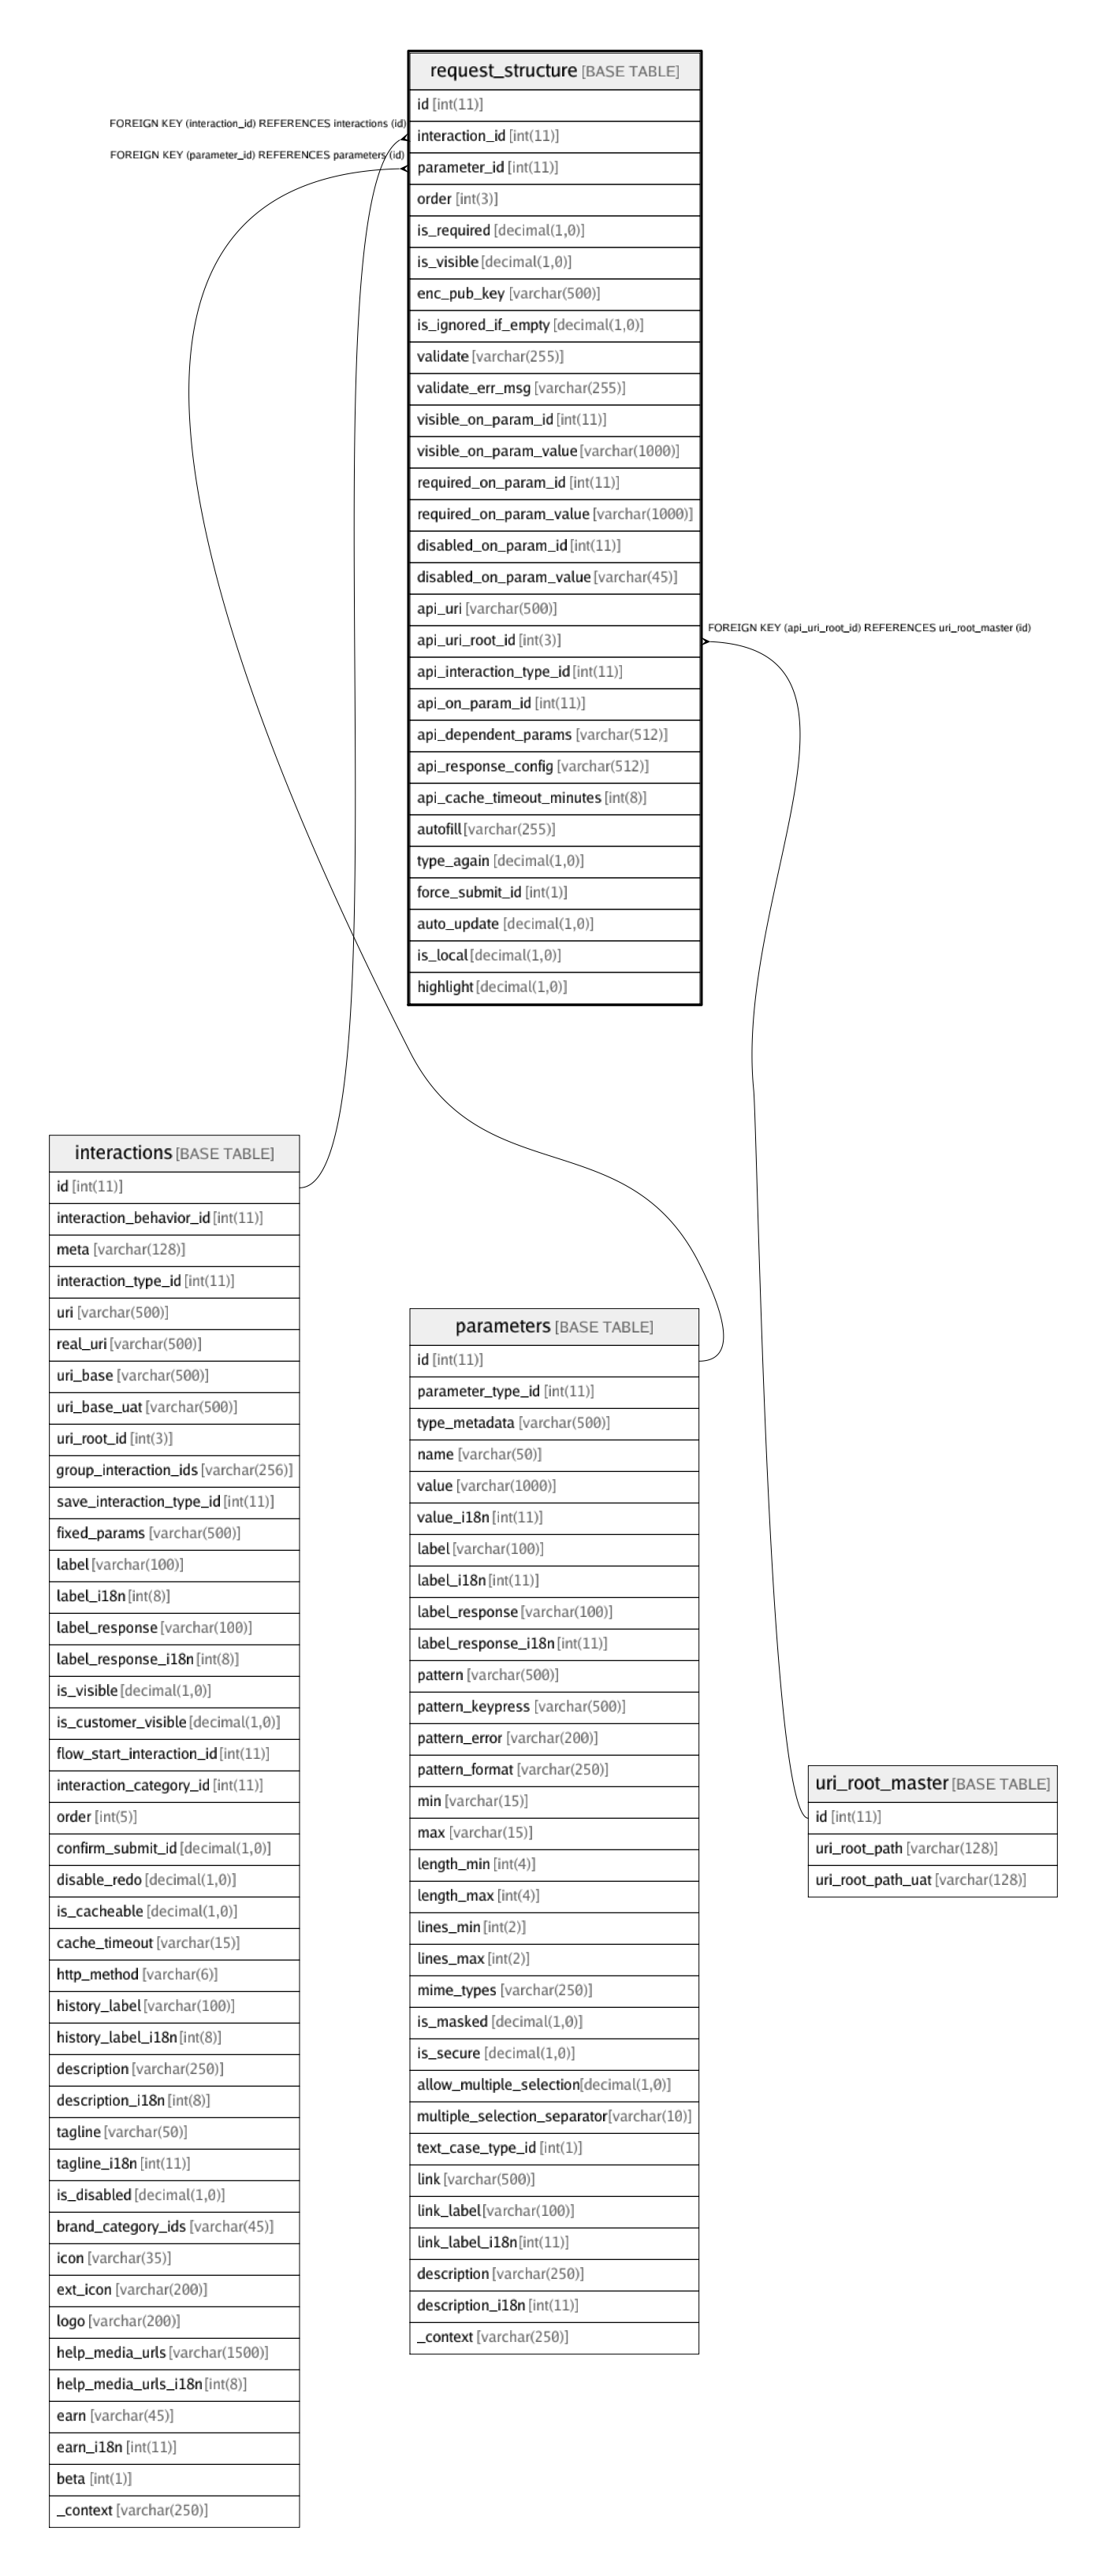 request_structure [BASE TABLE]
id [int(11)]
FOREIGN KEY (interaction_id) REFERENCES interactions (id)
interaction_id [int(11)]
FOREIGN KEY (parameter_id) REFERENCES parameters (id)
parameter_id [int(11)]
order [int(3)]
is_required [decimal(1,0)]
is_visible [decimal(1,0)]
enc_pub_key [varchar(500)]
is_ignored_if_empty [decimal(1,0)]
validate [varchar(255)]
validate_err_msg [varchar(255)]
visible_on_param_id [int(11)]
visible_on_param_value [varchar(1000)]
required_on_param_id [int(11)]
required_on_param_value [varchar(1000)]
disabled_on_param_id [int(11)]
disabled_on_param_value [varchar(45)]
api_uri [varchar(500)]
FOREIGN KEY (api_uri_root_id) REFERENCES uri_root_master (id)
api_uri_root_id [int(3)]
api_interaction_type_id [int(11)]
api_on_param_id [int(11)]
api_dependent_params [varchar(512)]
api_response_config [varchar(512)]
api_cache_timeout_minutes [int(8)]
autofill [varchar(255)]
type_again [decimal(1,0)]
force_submit_id [int(1)]
auto_update [decimal(1,0)]
is_local [decimal(1,0)]
highlight [decimal(1,0)]
interactions [BASE TABLE]
id [int(11)]
interaction_behavior_id [int(11)]
meta [varchar(128)]
interaction_type_id [int(11)]
uri [varchar(500)]
real_uri [varchar(500)]
uri_base [varchar(500)]
uri_base_uat [varchar(500)]
uri_root_id [int(3)]
group_interaction_ids [varchar(256)]
save_interaction_type_id [int(11)]
fixed_params [varchar(500)]
label [varchar(100)]
label_i18n [int(8)]
label_response [varchar(100)]
label_response_i18n [int(8)]
is_visible [decimal(1,0)]
is_customer_visible [decimal(1,0)]
flow_start_interaction_id [int(11)]
interaction_category_id [int(11)]
order [int(5)]
confirm_submit_id [decimal(1,0)]
disable_redo [decimal(1,0)]
is_cacheable [decimal(1,0)]
cache_timeout [varchar(15)]
http_method [varchar(6)]
history_label [varchar(100)]
history_label_i18n [int(8)]
description [varchar(250)]
description_i18n [int(8)]
tagline [varchar(50)]
tagline_i18n [int(11)]
is_disabled [decimal(1,0)]
brand_category_ids [varchar(45)]
icon [varchar(35)]
ext_icon [varchar(200)]
logo [varchar(200)]
help_media_urls [varchar(1500)]
help_media_urls_i18n [int(8)]
earn [varchar(45)]
earn_i18n [int(11)]
beta [int(1)]
_context [varchar(250)]
parameters [BASE TABLE]
id [int(11)]
parameter_type_id [int(11)]
type_metadata [varchar(500)]
name [varchar(50)]
value [varchar(1000)]
value_i18n [int(11)]
label [varchar(100)]
label_i18n [int(11)]
label_response [varchar(100)]
label_response_i18n [int(11)]
pattern [varchar(500)]
pattern_keypress [varchar(500)]
pattern_error [varchar(200)]
pattern_format [varchar(250)]
min [varchar(15)]
max [varchar(15)]
length_min [int(4)]
length_max [int(4)]
lines_min [int(2)]
lines_max [int(2)]
mime_types [varchar(250)]
is_masked [decimal(1,0)]
is_secure [decimal(1,0)]
allow_multiple_selection [decimal(1,0)]
multiple_selection_separator [varchar(10)]
text_case_type_id [int(1)]
link [varchar(500)]
link_label [varchar(100)]
link_label_i18n [int(11)]
description [varchar(250)]
description_i18n [int(11)]
_context [varchar(250)]
uri_root_master [BASE TABLE]
id [int(11)]
uri_root_path [varchar(128)]
uri_root_path_uat [varchar(128)]